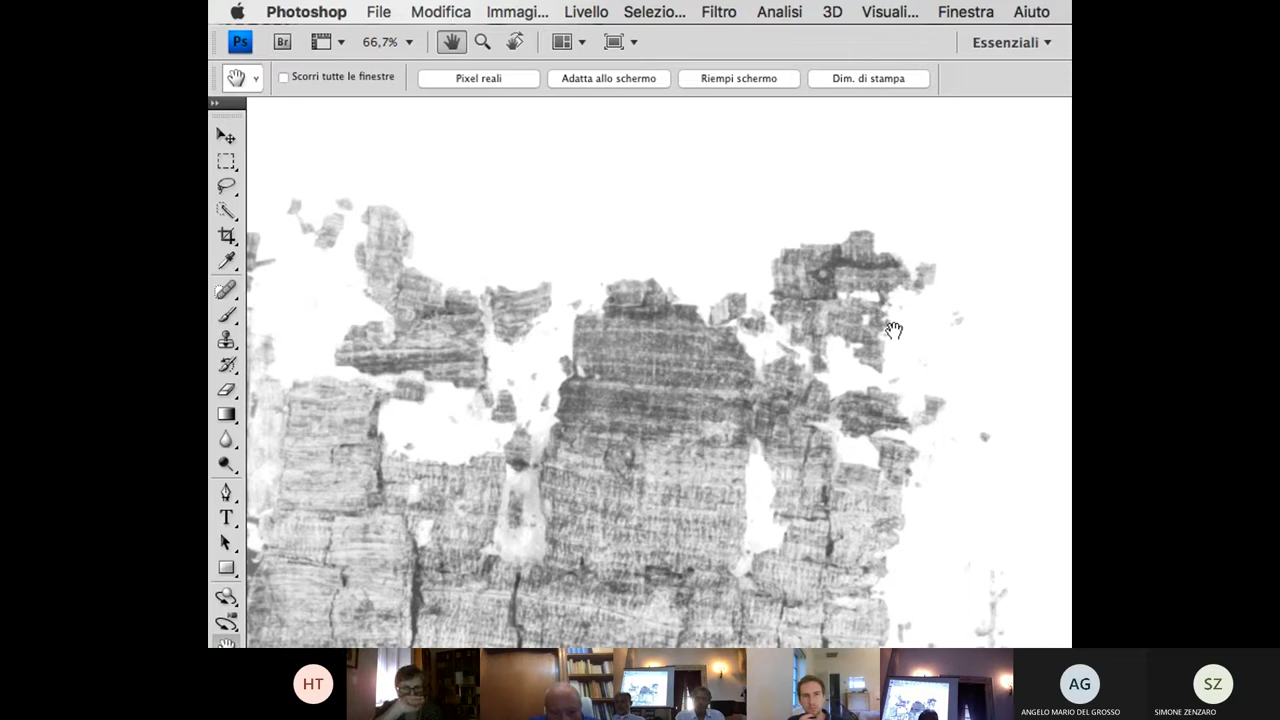 Photoshop File Modifica Immagi... Livello Selezio... Filtro Analisi 3D Visuali... Finestra Aiuto
Ps Br 66,7% Essenziali
Scorri tutte le finestre Pixel reali Adatta allo schermo Riempi schermo Dim. di stampa
T
HT AG SZ
ANGELO MARIO DEL GROSSO SIMONE ZENZARO